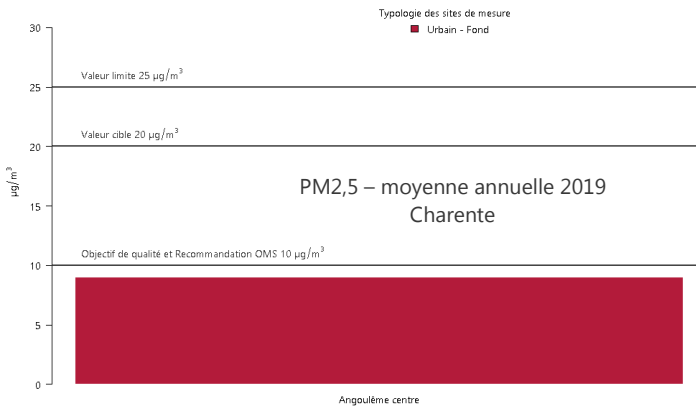 Typologie des sites de mesure
Urbain - Fond
30
Valeur limite 25 µg/m³
25
Valeur cible 20 µg/m³
20
µg/m³
PM2,5 – moyenne annuelle 2019
Charente
15
Objectif de qualité et Recommandation OMS 10 µg/m³
10
5
0
Angoulême centre